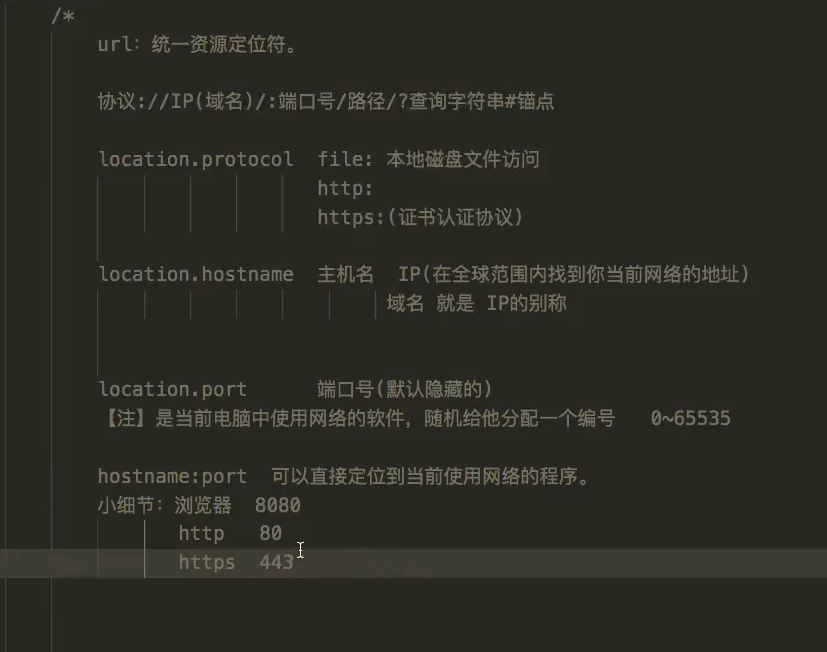 /*
url: 统一资源定位符。
协议://IP(域名)/:端口号/路径/?查询字符串#锚点
location.protocol file: 本地磁盘文件访问
http:
https:(证书认证协议)
location.hostname 主机名 IP(在全球范围内找到你当前网络的地址)
域名 就是 IP的别称
location.port 端口号(默认隐藏的)
【注】是当前电脑中使用网络的软件，随机给他分配一个编号 0~65535
hostname:port 可以直接定位到当前使用网络的程序。
小细节：浏览器 8080
http 80
https 443